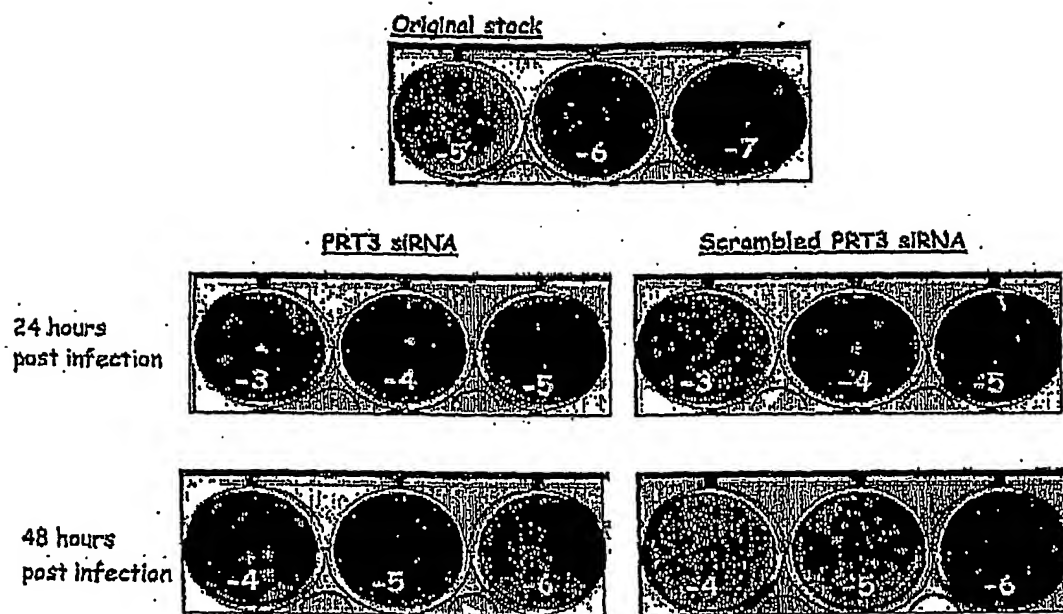 Original stock
-5 -6 -7
PRT3 siRNA
Scrambled PRT3 siRNA
24 hours
post infection
-3 -4 -5
-3 -4 -5
48 hours
post infection
-4 -5 -6
-4 -5 -6